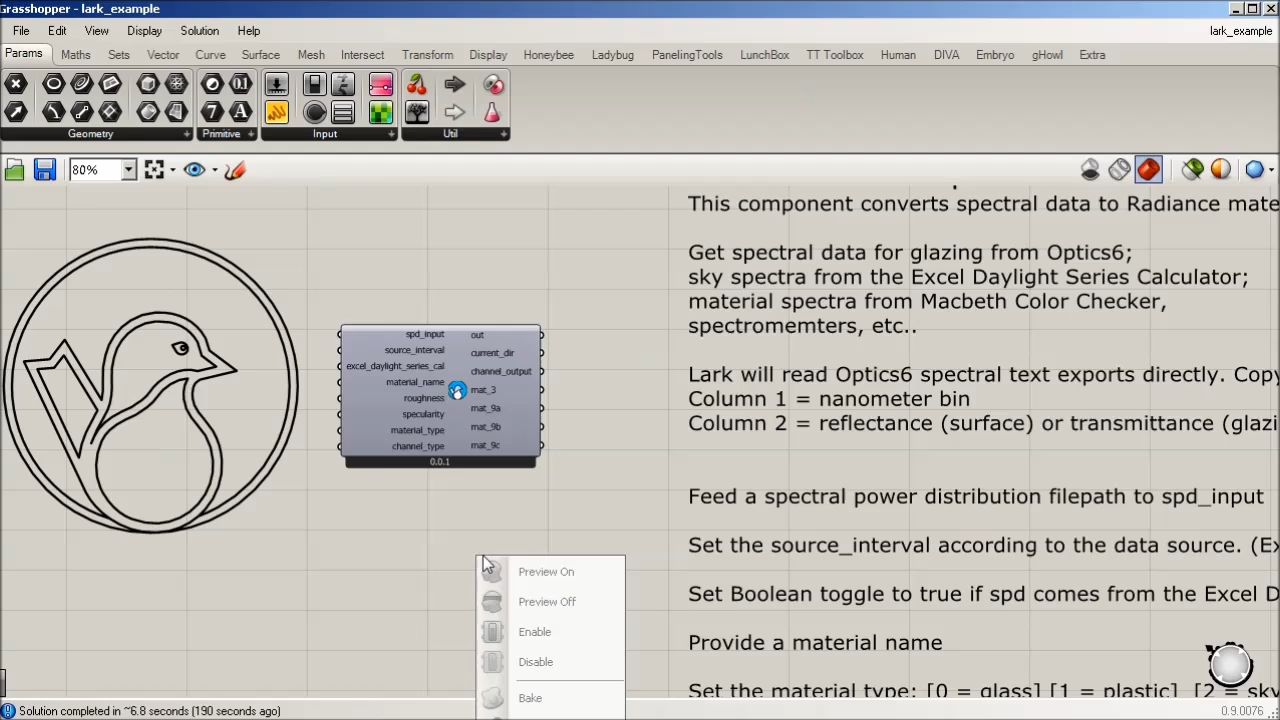 Grasshopper - lark_example
File Edit View Display Solution Help lark_example
Params Maths Sets Vector Curve Surface Mesh Intersect Transform Display Honeybee Ladybug PanelingTools LunchBox TT Toolbox Human DIVA Embryo gHowl Extra
Geometry Primitive Input Util
80%
This component converts spectral data to Radiance mate
Get spectral data for glazing from Optics6;
sky spectra from the Excel Daylight Series Calculator;
material spectra from Macbeth Color Checker,
spectromemters, etc..
Lark will read Optics6 spectral text exports directly. Copy
Column 1 = nanometer bin
Column 2 = reflectance (surface) or transmittance (glazi
Feed a spectral power distribution filepath to spd_input
Set the source_interval according to the data source. (Ex
Set Boolean toggle to true if spd comes from the Excel D
Provide a material name
Set the material type: [0 = glass] [1 = plastic] [2 = sky
spd_input out
source_interval current_dir
excel_daylight_series_cal channel_output
material_name mat_3
roughness mat_9a
specularity mat_9b
material_type mat_9c
channel_type
0.0.1
Preview On
Preview Off
Enable
Disable
Bake
Solution completed in ~6.8 seconds (190 seconds ago) 0.9.0076